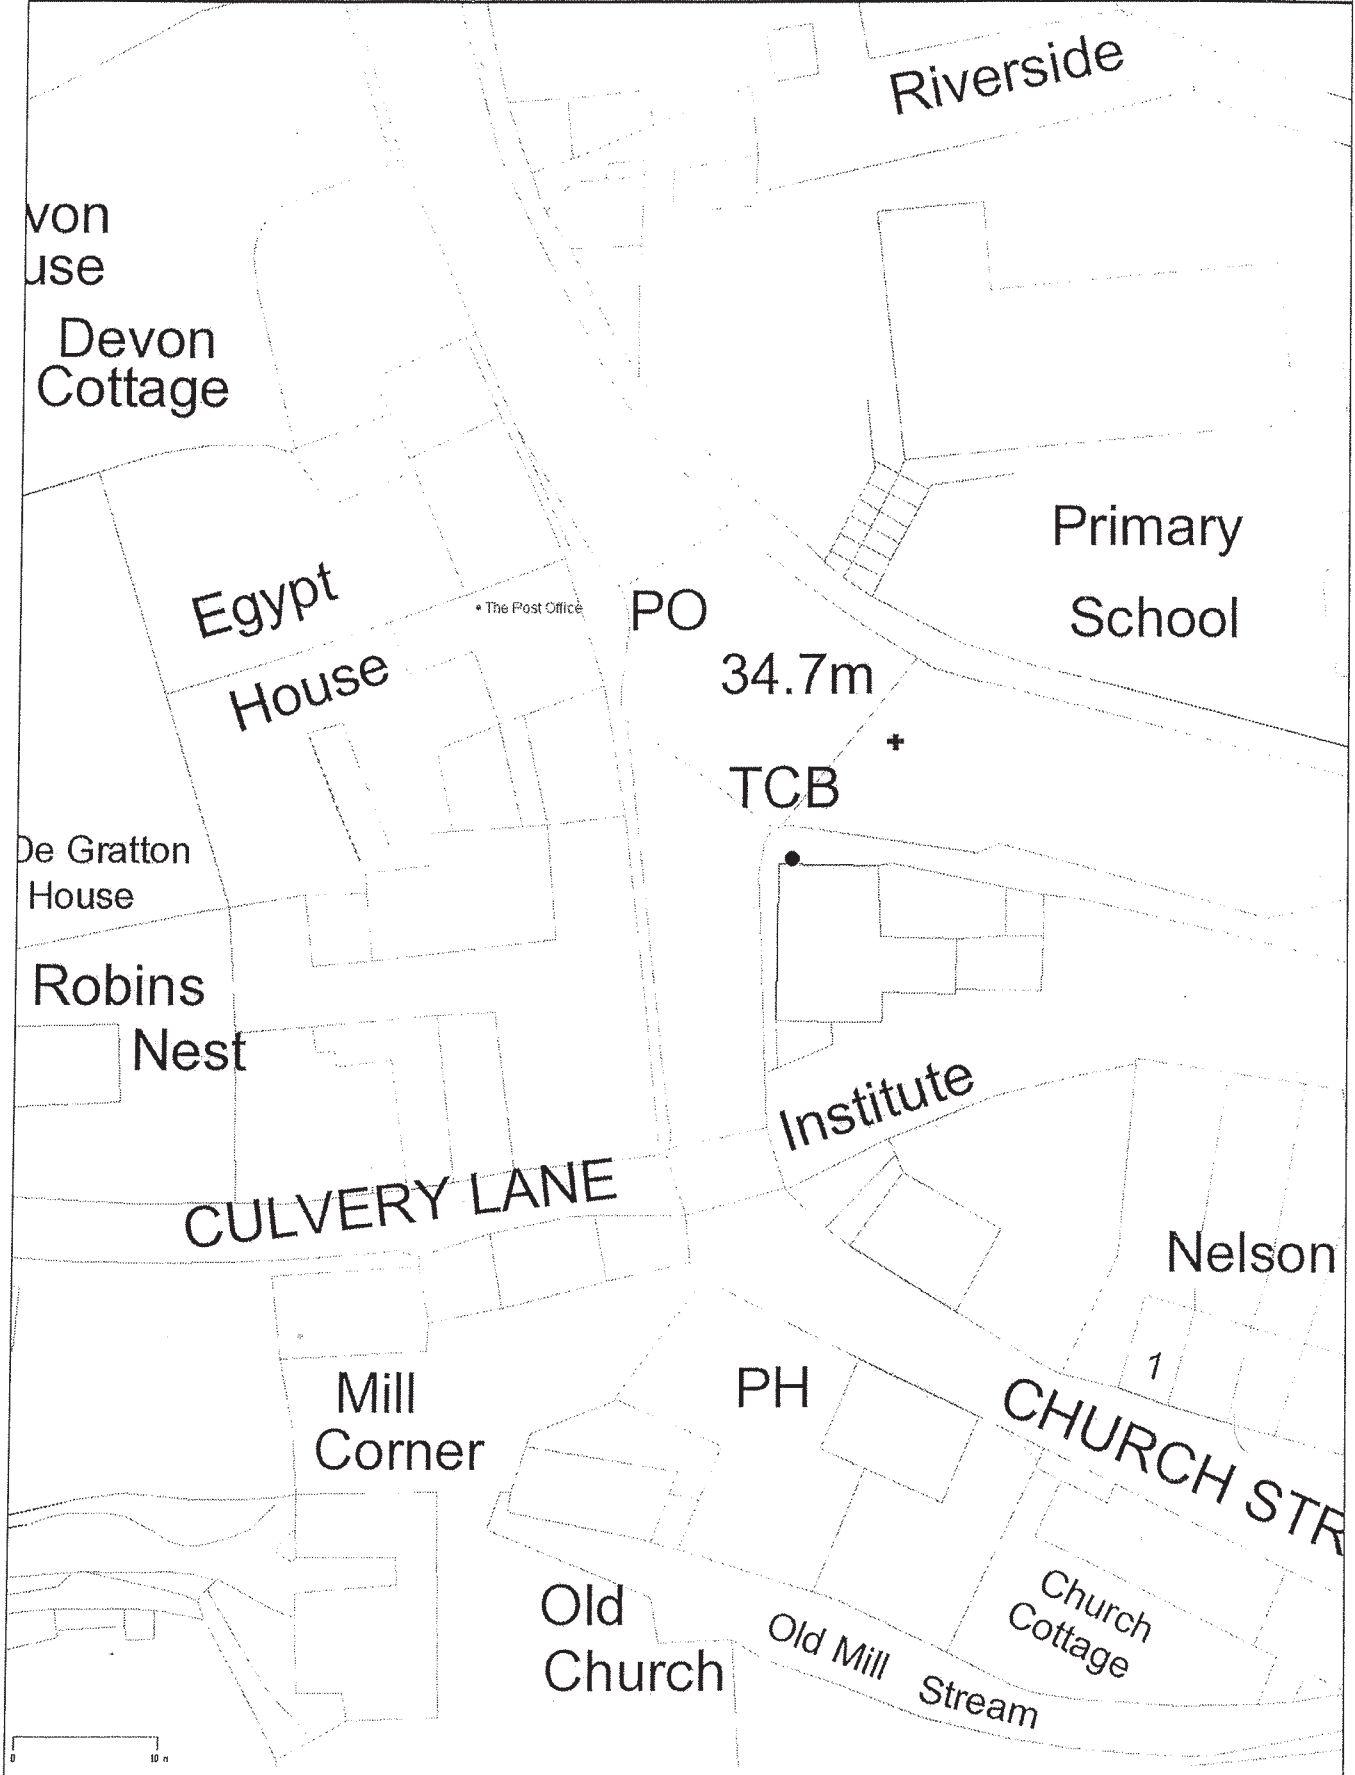 Riverside
von
use
Devon
Cottage
Primary
School
Egypt
House
The Post Office
PO
34.7m
TCB
De Gratton
House
Robins
Nest
Institute
CULVERY LANE
Nelson
1
Mill
Corner
PH
CHURCH STR
Old
Church
Church
Cottage
Old Mill Stream
0 10 m